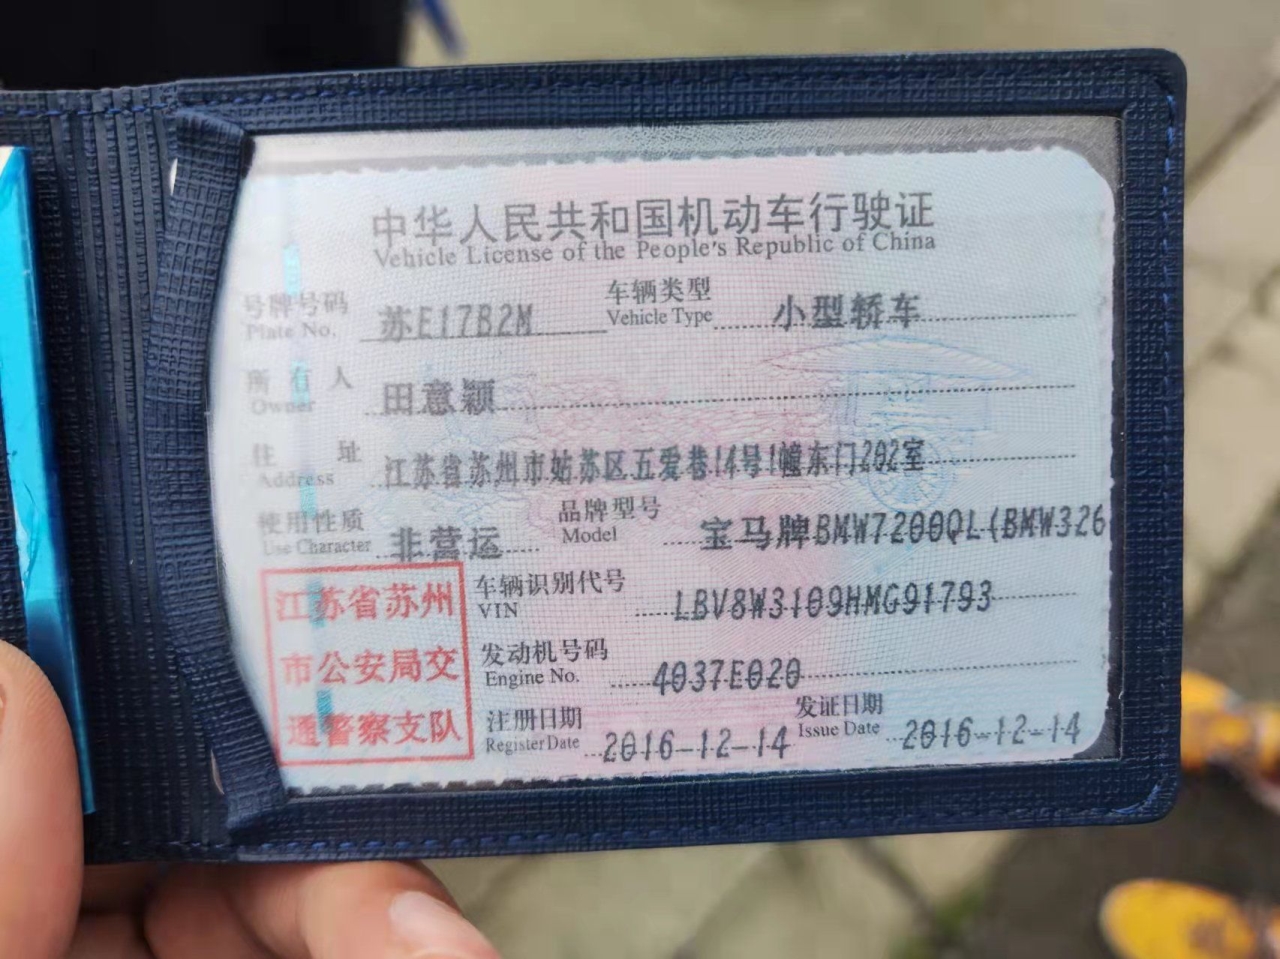 中华人民共和国机动车行驶证
Vehicle License of the People's Republic of China
号牌号码 苏E17B2M 车辆类型 小型轿车
Plate No. Vehicle Type
所有人 田意颖
Owner
住址 江苏省苏州市姑苏区五爱巷14号1幢东门202室
Address
使用性质 非营运 品牌型号 宝马牌BMW7200QL(BMW326
Use Character Model
江苏省苏州
市公安局交
通警察支队
车辆识别代号 LBV8W3109HMG91793
VIN
发动机号码 4037E020
Engine No.
注册日期 2016-12-14 发证日期 2016-12-14
Register Date Issue Date